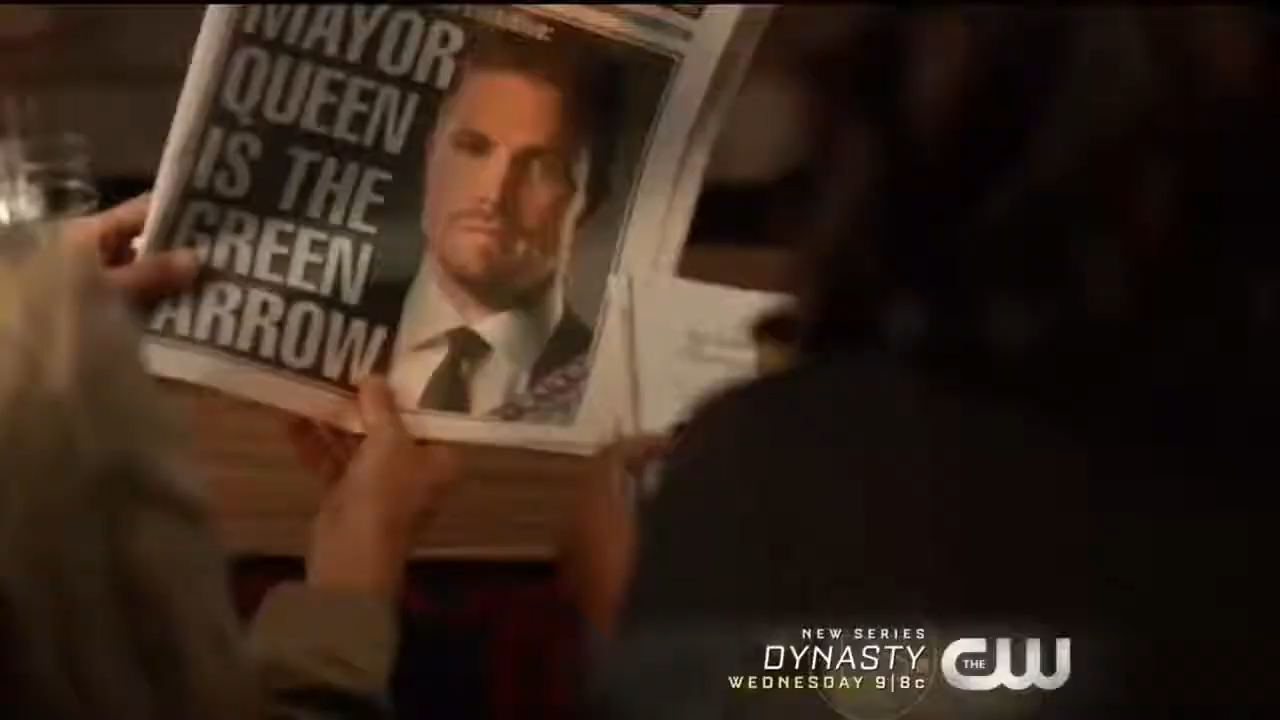 MAYOR
QUEEN
IS THE
GREEN
ARROW
NEW SERIES
DYNASTY
WEDNESDAY 9|8c
THE CW